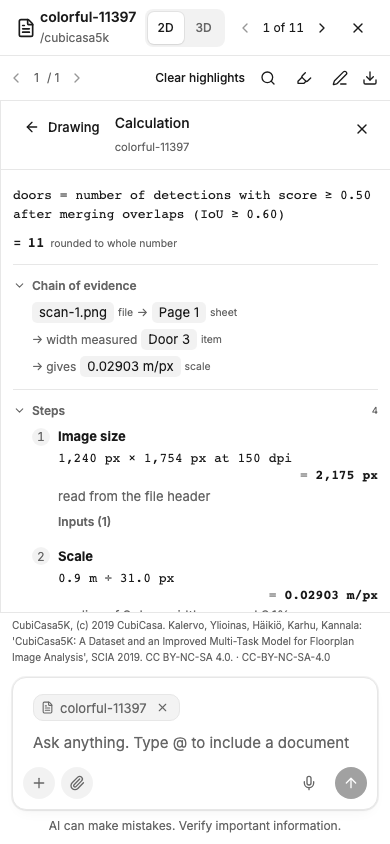 colorful-11397
/cubicasa5k
2D
3D
1 of 11
1 / 1
Clear highlights
← Drawing
Calculation
colorful-11397
doors = number of detections with score ≥ 0.50
after merging overlaps (IoU ≥ 0.60)
= 11 rounded to whole number
Chain of evidence
scan-1.png file → Page 1 sheet
→ width measured Door 3 item
→ gives 0.02903 m/px scale
Steps 4
1 Image size
1,240 px × 1,754 px at 150 dpi
= 2,175 px
read from the file header
Inputs (1)
2 Scale
0.9 m ÷ 31.0 px
= 0.02903 m/px
CubiCasa5K, (c) 2019 CubiCasa. Kalervo, Ylioinas, Häikiö, Karhu, Kannala:
'CubiCasa5K: A Dataset and an Improved Multi-Task Model for Floorplan
Image Analysis', SCIA 2019. CC BY-NC-SA 4.0. · CC-BY-NC-SA-4.0
colorful-11397
Ask anything. Type @ to include a document
AI can make mistakes. Verify important information.